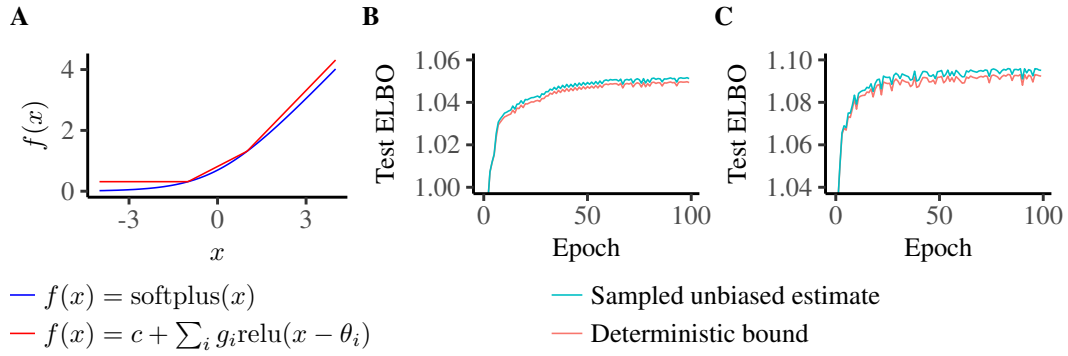 A
f(x)
4
2
0
-3
0
3
x
B
Test ELBO
1.06
1.04
1.02
1.00
0
50
100
Epoch
C
Test ELBO
1.10
1.08
1.06
1.04
0
50
100
Epoch
f(x) = softplus(x)
f(x) = c + ∑ᵢ gᵢrelu(x − θᵢ)
Sampled unbiased estimate
Deterministic bound